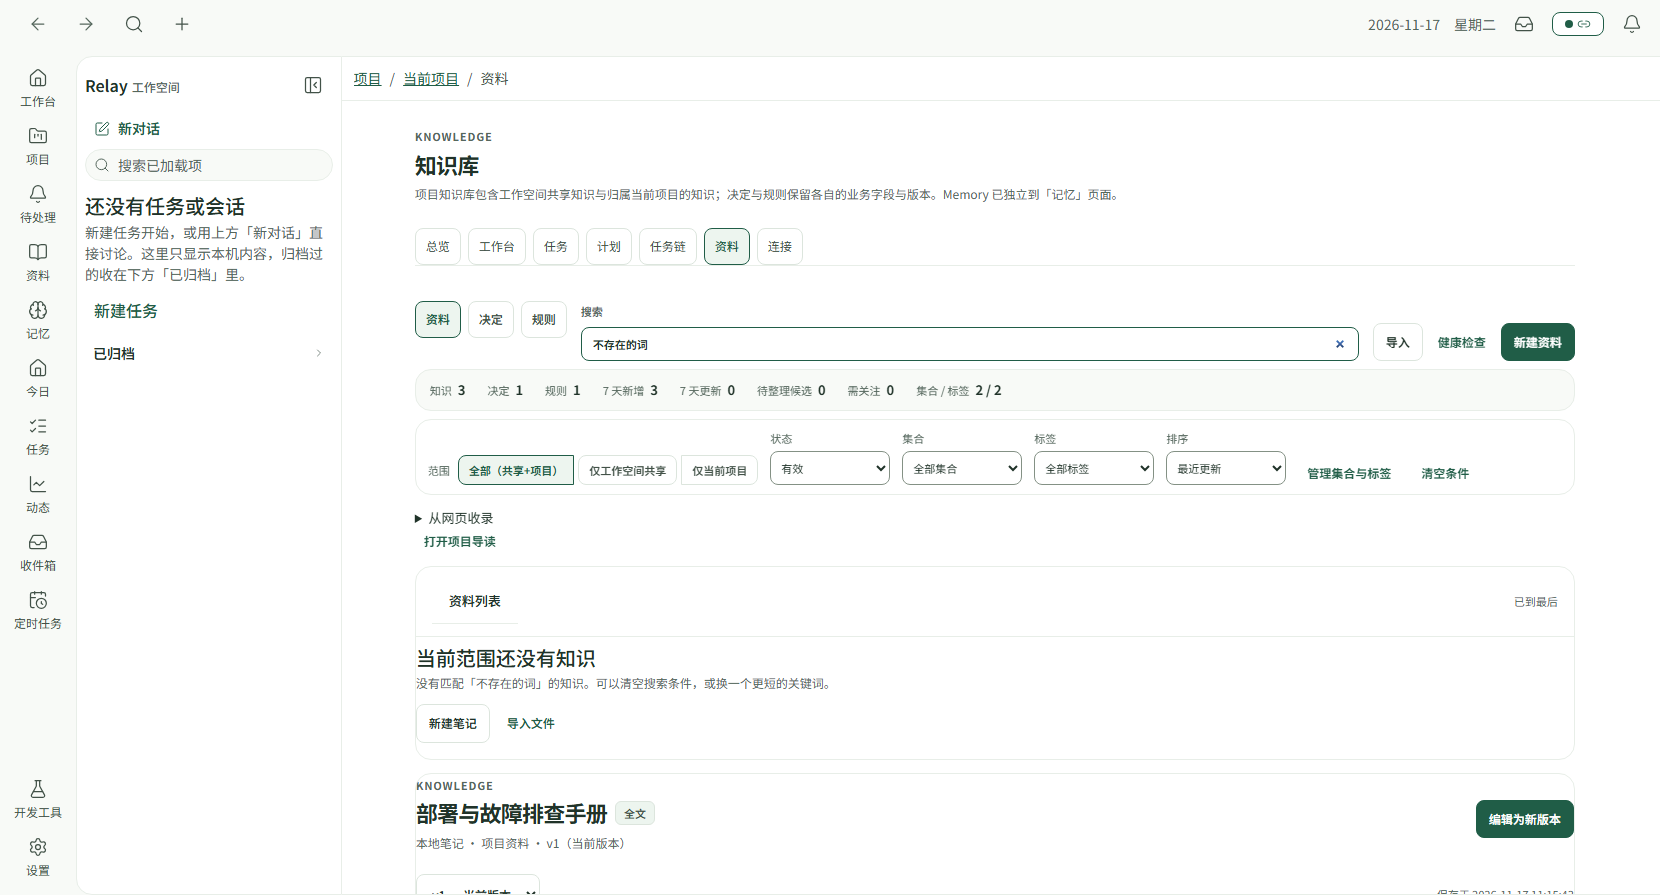 2026-11-17 星期二
工作台
项目
待处理
资料
记忆
今日
任务
动态
收件箱
定时任务
开发工具
设置
Relay 工作空间
新对话
搜索已加载项
还没有任务或会话
新建任务开始，或用上方「新对话」直
接讨论。这里只显示本机内容，归档过
的收在下方「已归档」里。
新建任务
已归档
项目 / 当前项目 / 资料
KNOWLEDGE
知识库
项目知识库包含工作空间共享知识与归属当前项目的知识；决定与规则保留各自的业务字段与版本。Memory 已独立到「记忆」页面。
总览 工作台 任务 计划 任务链 资料 连接
资料 决定 规则
搜索
不存在的词
导入 健康检查 新建资料
知识 3 决定 1 规则 1 7 天新增 3 7 天更新 0 待整理候选 0 需关注 0 集合 / 标签 2 / 2
状态 集合 标签 排序
范围 全部（共享+项目） 仅工作空间共享 仅当前项目 有效 全部集合 全部标签 最近更新 管理集合与标签 清空条件
从网页收录
打开项目导读
资料列表 已到最后
当前范围还没有知识
没有匹配「不存在的词」的知识。可以清空搜索条件，或换一个更短的关键词。
新建笔记 导入文件
KNOWLEDGE
部署与故障排查手册 全文
编辑为新版本
本地笔记 • 项目资料 • v1（当前版本）